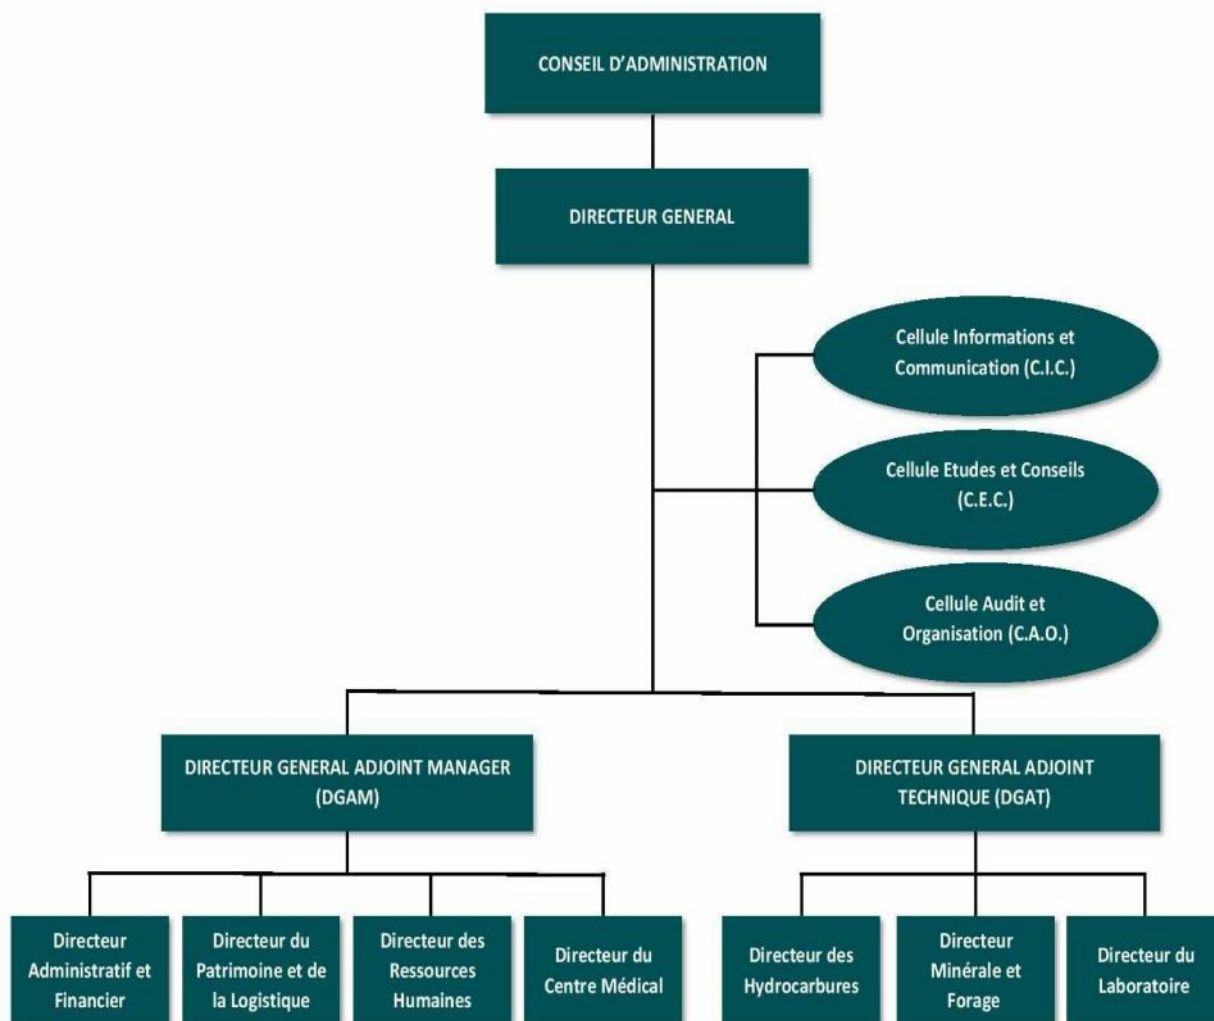 CONSEIL D’ADMINISTRATION
DIRECTEUR GENERAL
Cellule Informations et
Communication (C.I.C.)
Cellule Etudes et Conseils
(C.E.C.)
Cellule Audit et
Organisation (C.A.O.)
DIRECTEUR GENERAL ADJOINT MANAGER
(DGAM)
DIRECTEUR GENERAL ADJOINT
TECHNIQUE (DGAT)
Directeur
Administratif et
Financier
Directeur du
Patrimoine et de
la Logistique
Directeur des
Ressources
Humaines
Directeur du
Centre Médical
Directeur des
Hydrocarbures
Directeur
Minérale et
Forage
Directeur du
Laboratoire